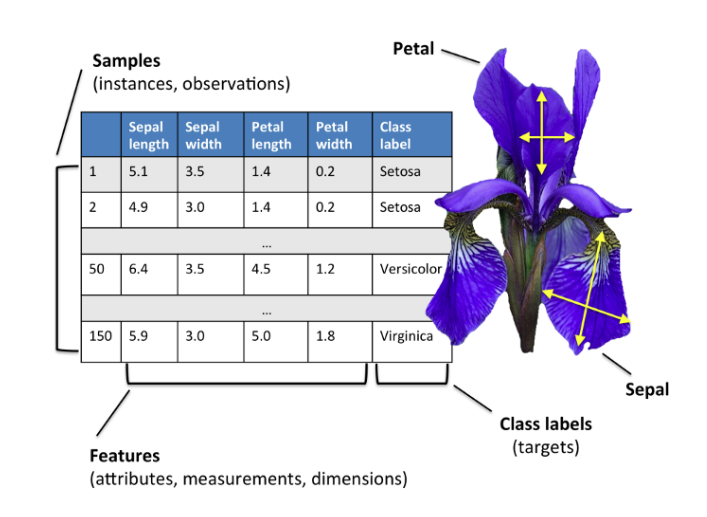 Petal
Samples
(instances, observations)
Sepal length Sepal width Petal length Petal width Class label
1 5.1 3.5 1.4 0.2 Setosa
2 4.9 3.0 1.4 0.2 Setosa
...
50 6.4 3.5 4.5 1.2 Versicolor
...
150 5.9 3.0 5.0 1.8 Virginica
Sepal
Class labels
(targets)
Features
(attributes, measurements, dimensions)